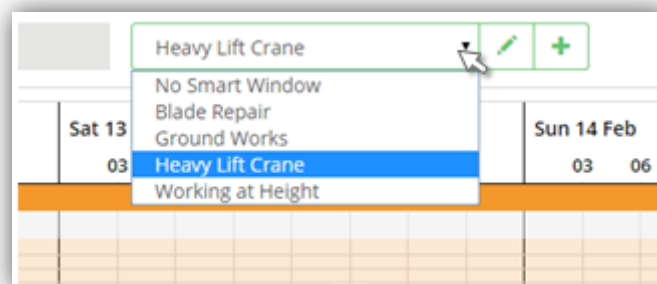 Heavy Lift Crane
No Smart Window
Blade Repair
Ground Works
Heavy Lift Crane
Working at Height
Sat 13
Sun 14 Feb
03
03 06